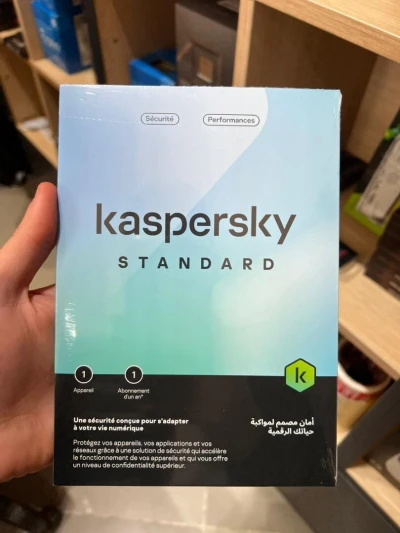 Sécurité
Performances
kaspersky
STANDARD
1
Appareil
1
Abonnement
d'un an*
k
Une sécurité conçue pour s'adapter
à votre vie numérique
Protégez vos appareils, vos applications et vos
réseaux grâce à une solution de sécurité qui accélère
le fonctionnement de vos appareils et qui vous offre
un niveau de confidentialité supérieur.
أمان مصمم لمواكبة
حياتك الرقمية